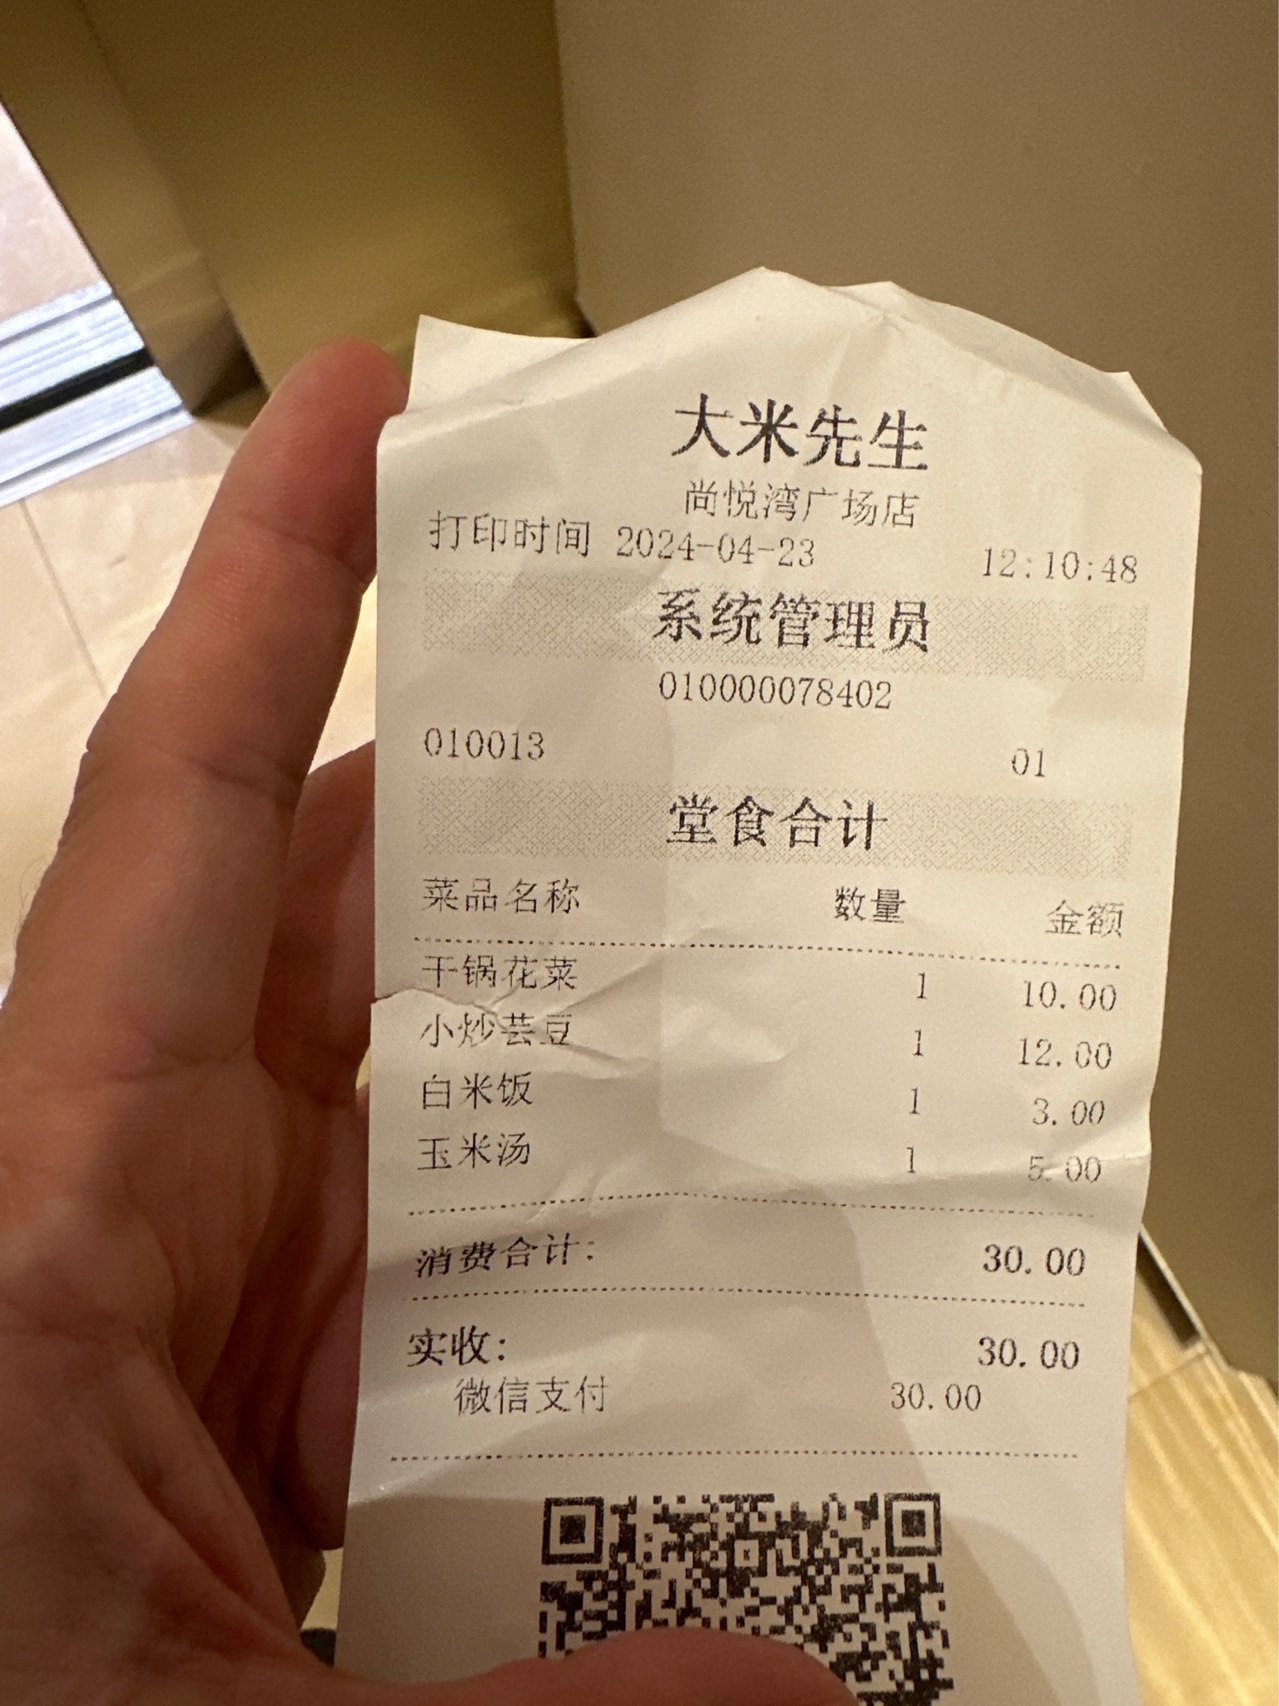 大米先生
尚悦湾广场店
打印时间 2024-04-23 12:10:48
系统管理员
010000078402
010013 01
堂食合计
菜品名称 数量 金额
干锅花菜 1 10.00
小炒芸豆 1 12.00
白米饭 1 3.00
玉米汤 1 5.00
消费合计: 30.00
实收: 30.00
微信支付 30.00